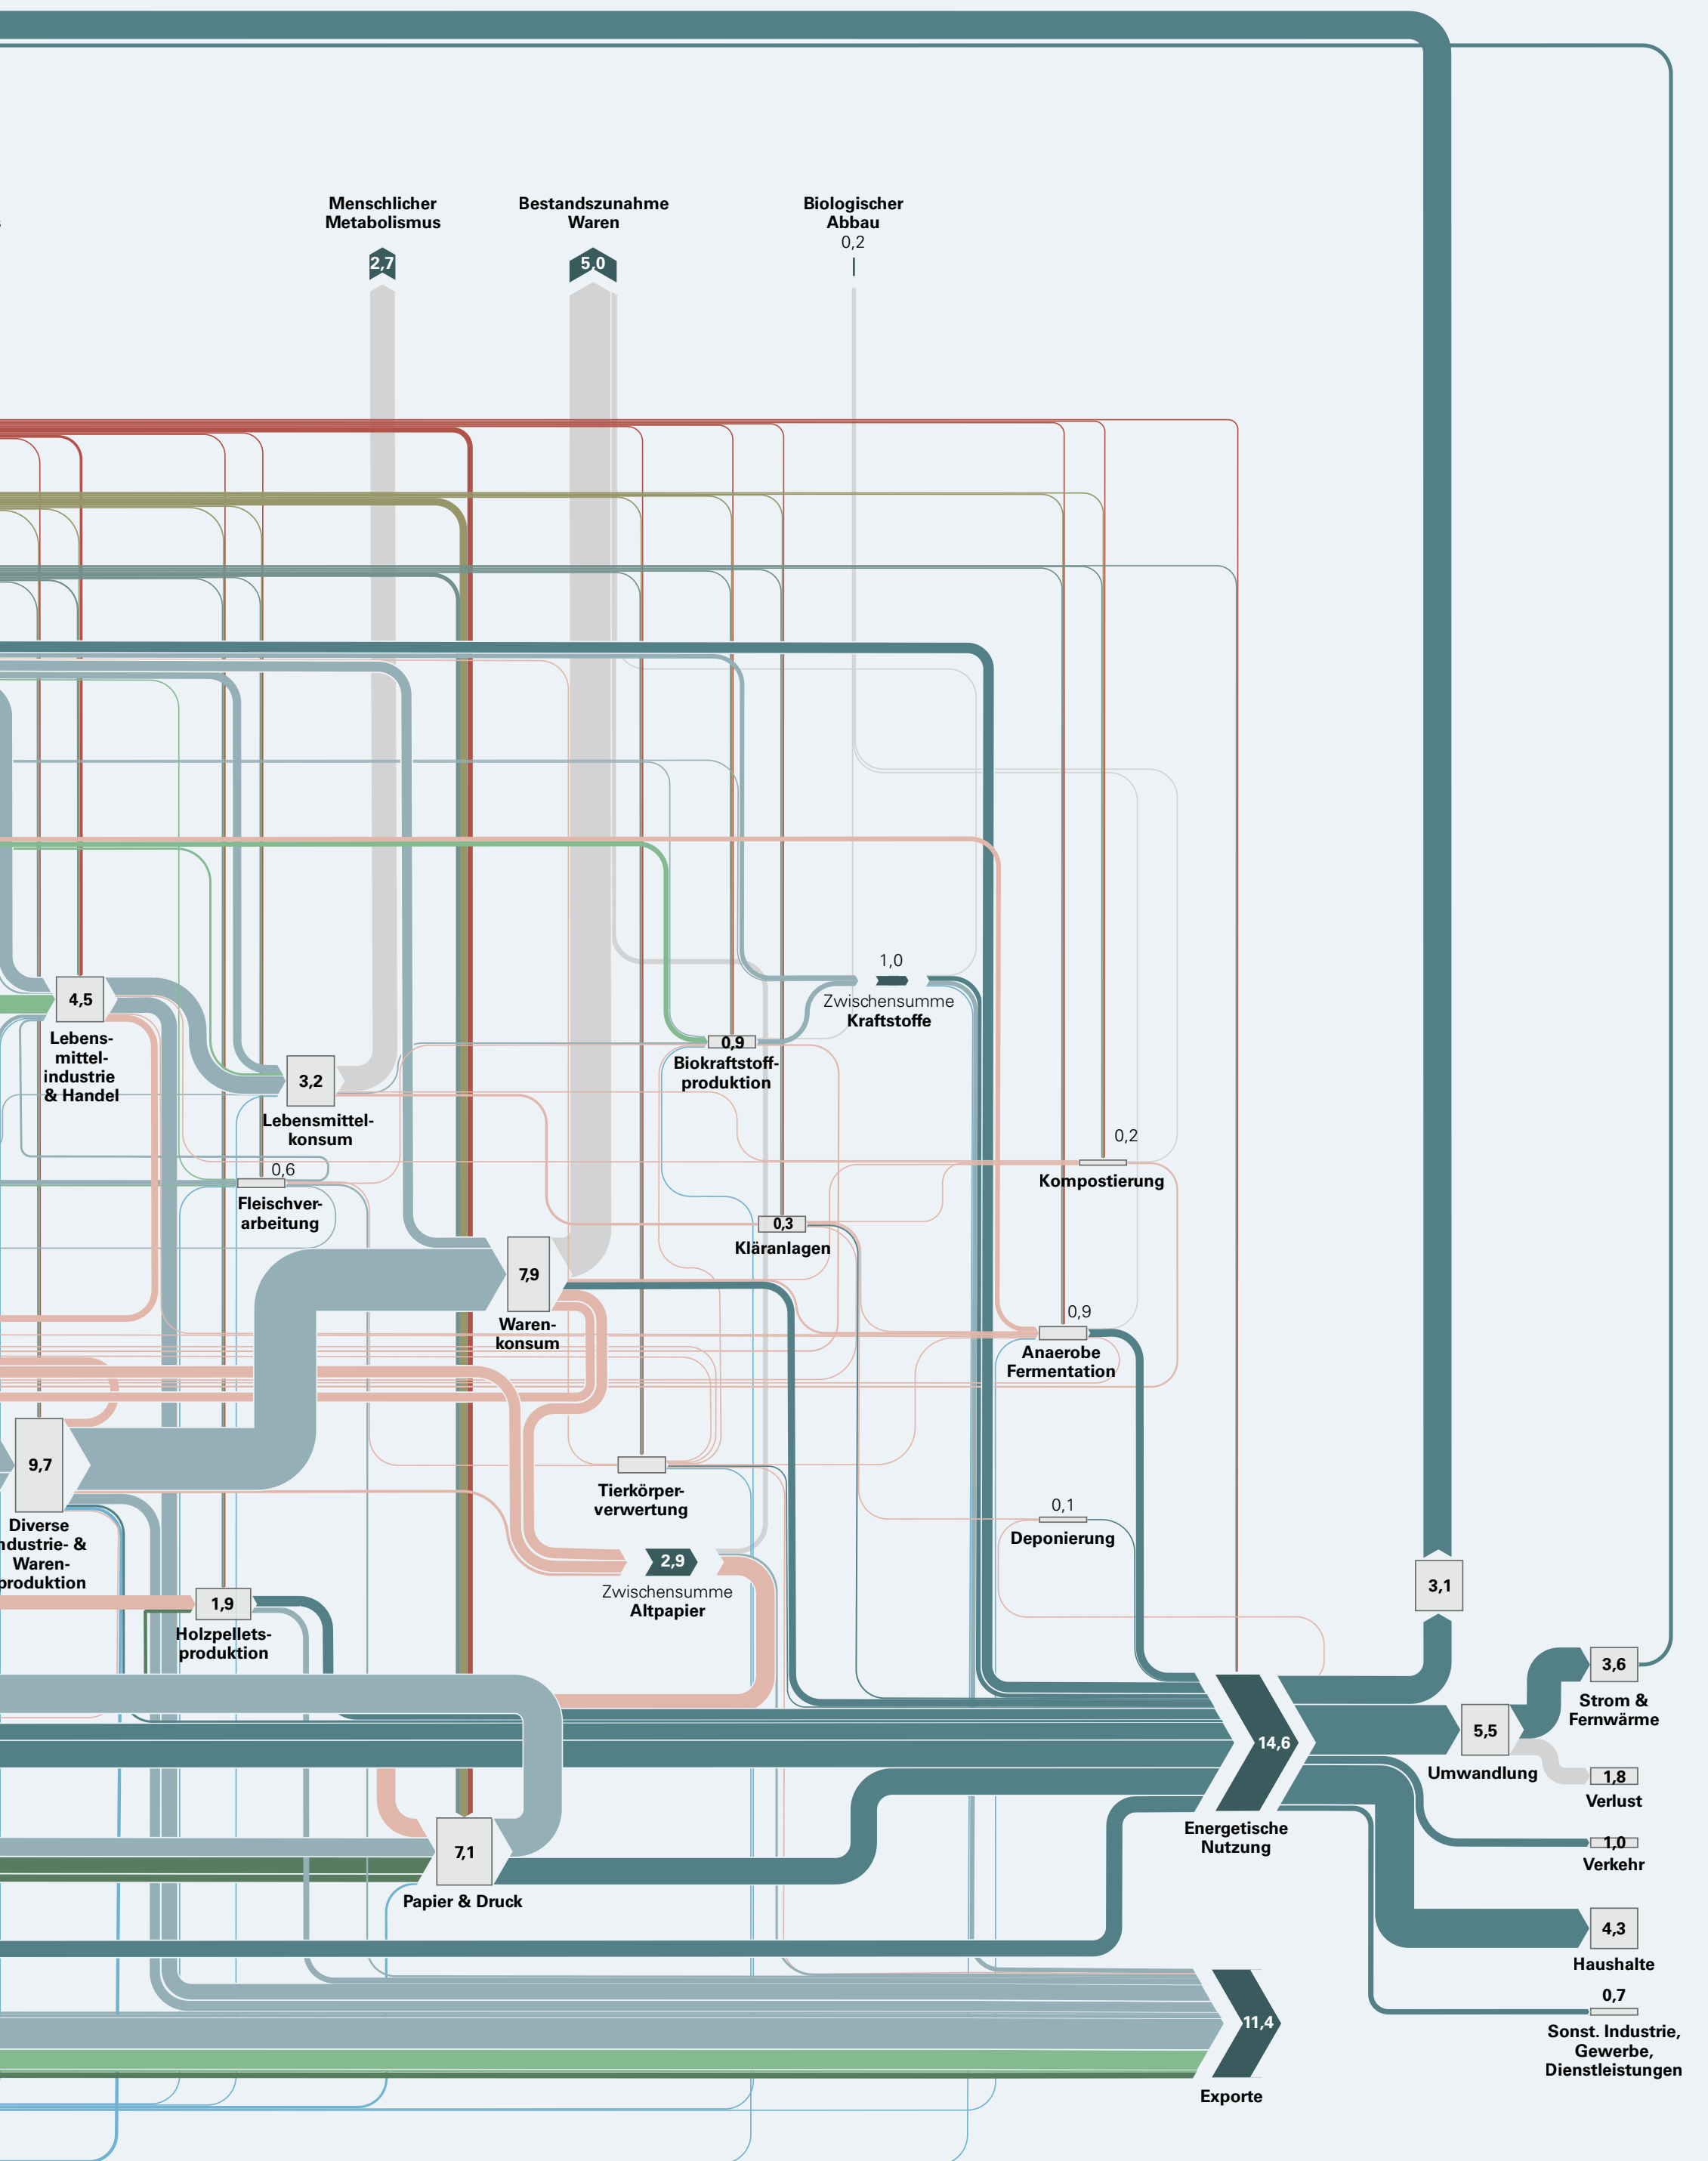 Menschlicher
Metabolismus
2,7
Bestandszunahme
Waren
5,0
Biologischer
Abbau
0,2
4,5
Lebens-
mittel-
industrie
& Handel
3,2
Lebensmittel-
konsum
0,6
Fleischver-
arbeitung
1,0
Zwischensumme
Kraftstoffe
0,9
Biokraftstoff-
produktion
0,2
Kompostierung
0,3
Kläranlagen
7,9
Waren-
konsum
0,9
Anaerobe
Fermentation
9,7
Diverse
ndustrie- &
Waren-
produktion
Tierkörper-
verwertung
0,1
Deponierung
2,9
Zwischensumme
Altpapier
1,9
Holzpellets-
produktion
3,1
3,6
Strom &
Fernwärme
5,5
Umwandlung
14,6
Energetische
Nutzung
1,8
Verlust
1,0
Verkehr
7,1
Papier & Druck
4,3
Haushalte
0,7
Sonst. Industrie,
Gewerbe,
Dienstleistungen
11,4
Exporte